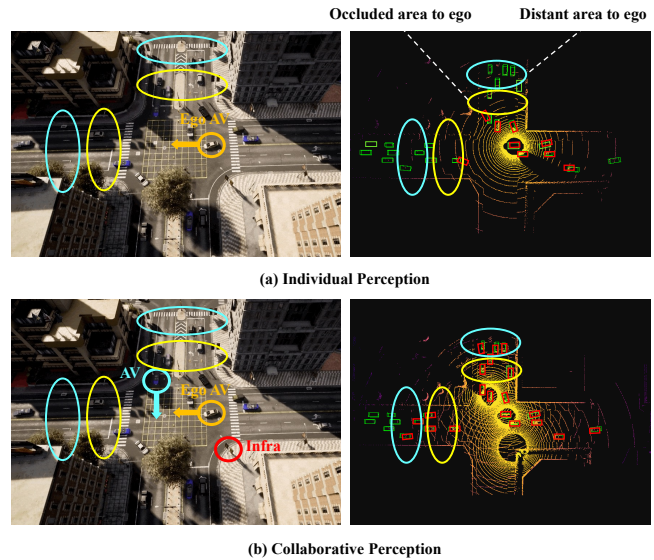 Occluded area to ego
Distant area to ego
Ego AV
(a) Individual Perception
AV
Ego AV
Infra
(b) Collaborative Perception